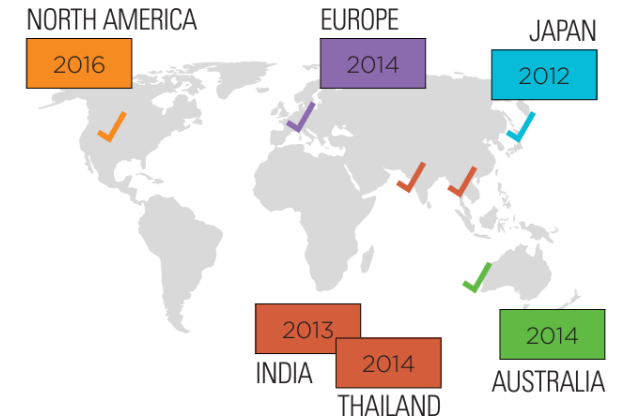 NORTH AMERICA
2016
EUROPE
2014
JAPAN
2012
2013
INDIA
2014
THAILAND
2014
AUSTRALIA